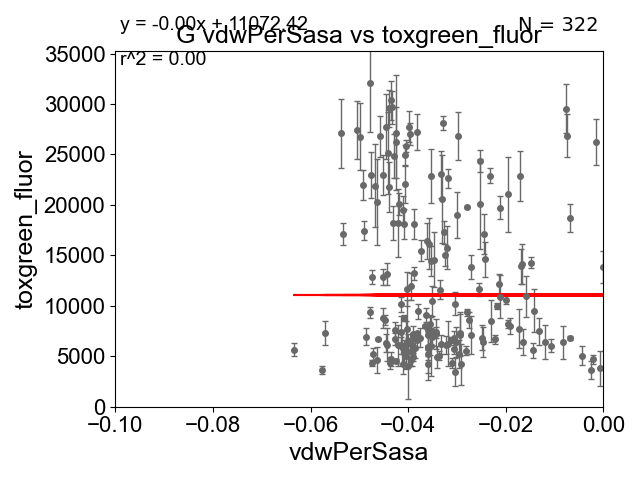 y = -0.00x + 11072.42
N = 322
G vdwPerSasa vs toxgreen_fluor
r^2 = 0.00
toxgreen_fluor
35000
30000
25000
20000
15000
10000
5000
0
−0.10
−0.08
−0.06
−0.04
−0.02
0.00
vdwPerSasa